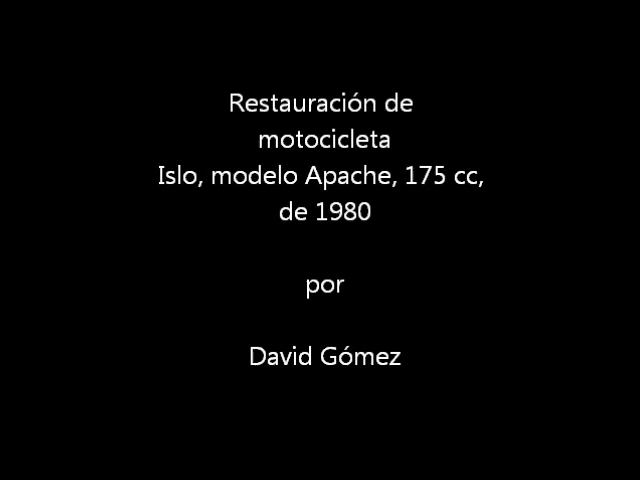 Restauración de
motocicleta
Islo, modelo Apache, 175 cc,
de 1980
por
David Gómez